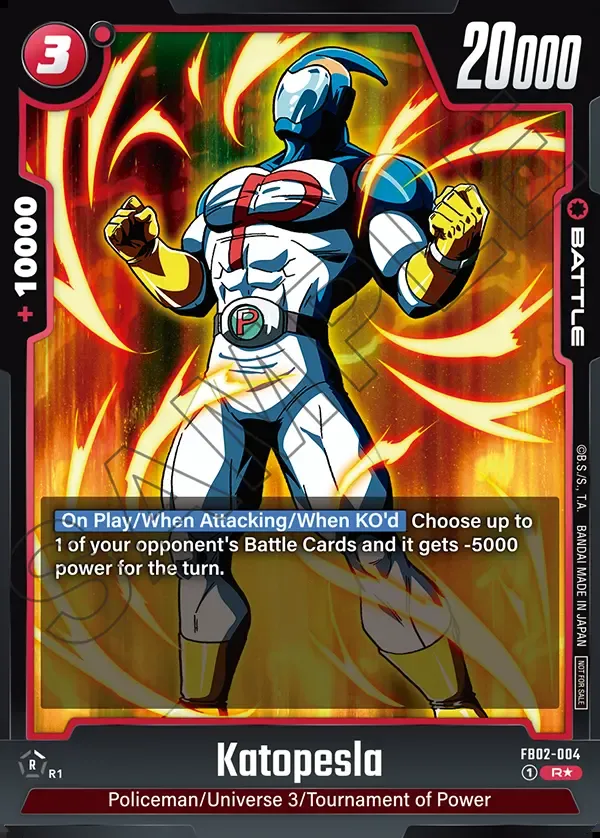 3
20000
+10000
BATTLE
P
P
SAMPLE
On Play/When Attacking/When KO'd Choose up to
1 of your opponent's Battle Cards and it gets -5000
power for the turn.
©B.S./S., T.A. BANDAI MADE IN JAPAN
NOT FOR SALE
R
R1
Katopesla
FB02-004
1 R★
Policeman/Universe 3/Tournament of Power